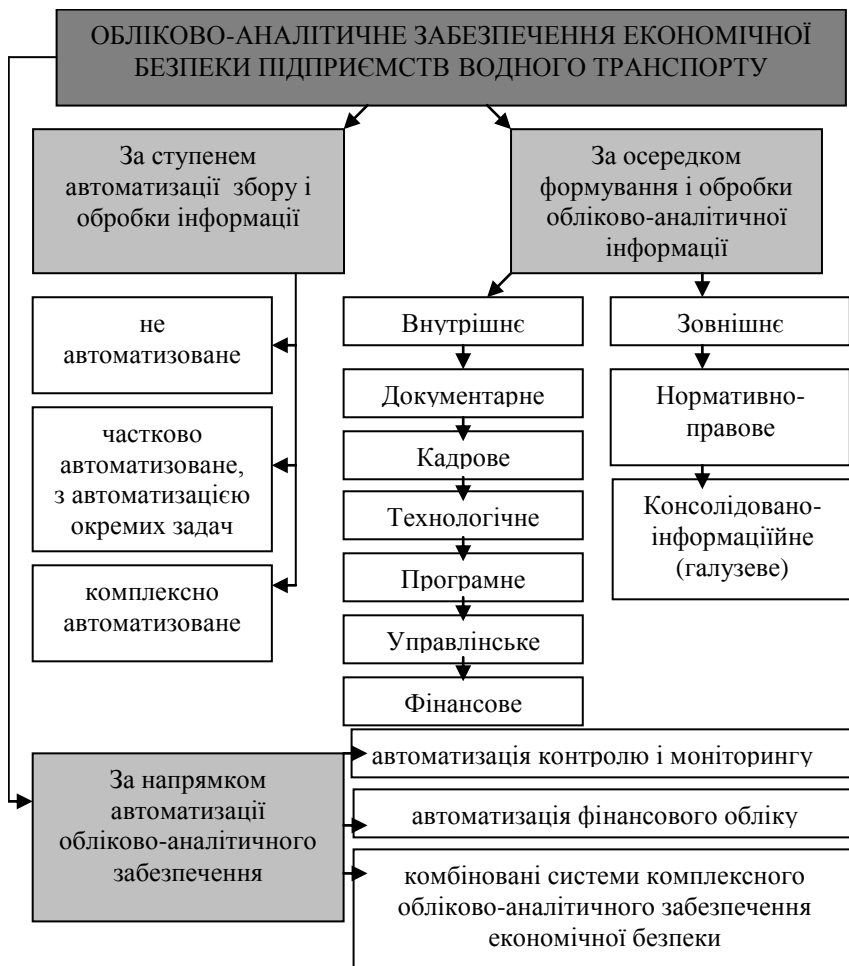 ОБЛІКОВО-АНАЛІТИЧНЕ ЗАБЕЗПЕЧЕННЯ ЕКОНОМІЧНОЇ
БЕЗПЕКИ ПІДПРИЄМСТВ ВОДНОГО ТРАНСПОРТУ
За ступенем
автоматизації збору і
обробки інформації
За осередком
формування і обробки
обліково-аналітичної
інформації
не
автоматизоване
частково
автоматизоване,
з автоматизацією
окремих задач
комплексно
автоматизоване
Внутрішнє
Документарне
Кадрове
Технологічне
Програмне
Управлінське
Фінансове
Зовнішнє
Нормативно-
правове
Консолідовано-
інформаціїйне
(галузеве)
За напрямком
автоматизації
обліково-аналітичного
забезпечення
автоматизація контролю і моніторингу
автоматизація фінансового обліку
комбіновані системи комплексного
обліково-аналітичного забезпечення
економічної безпеки